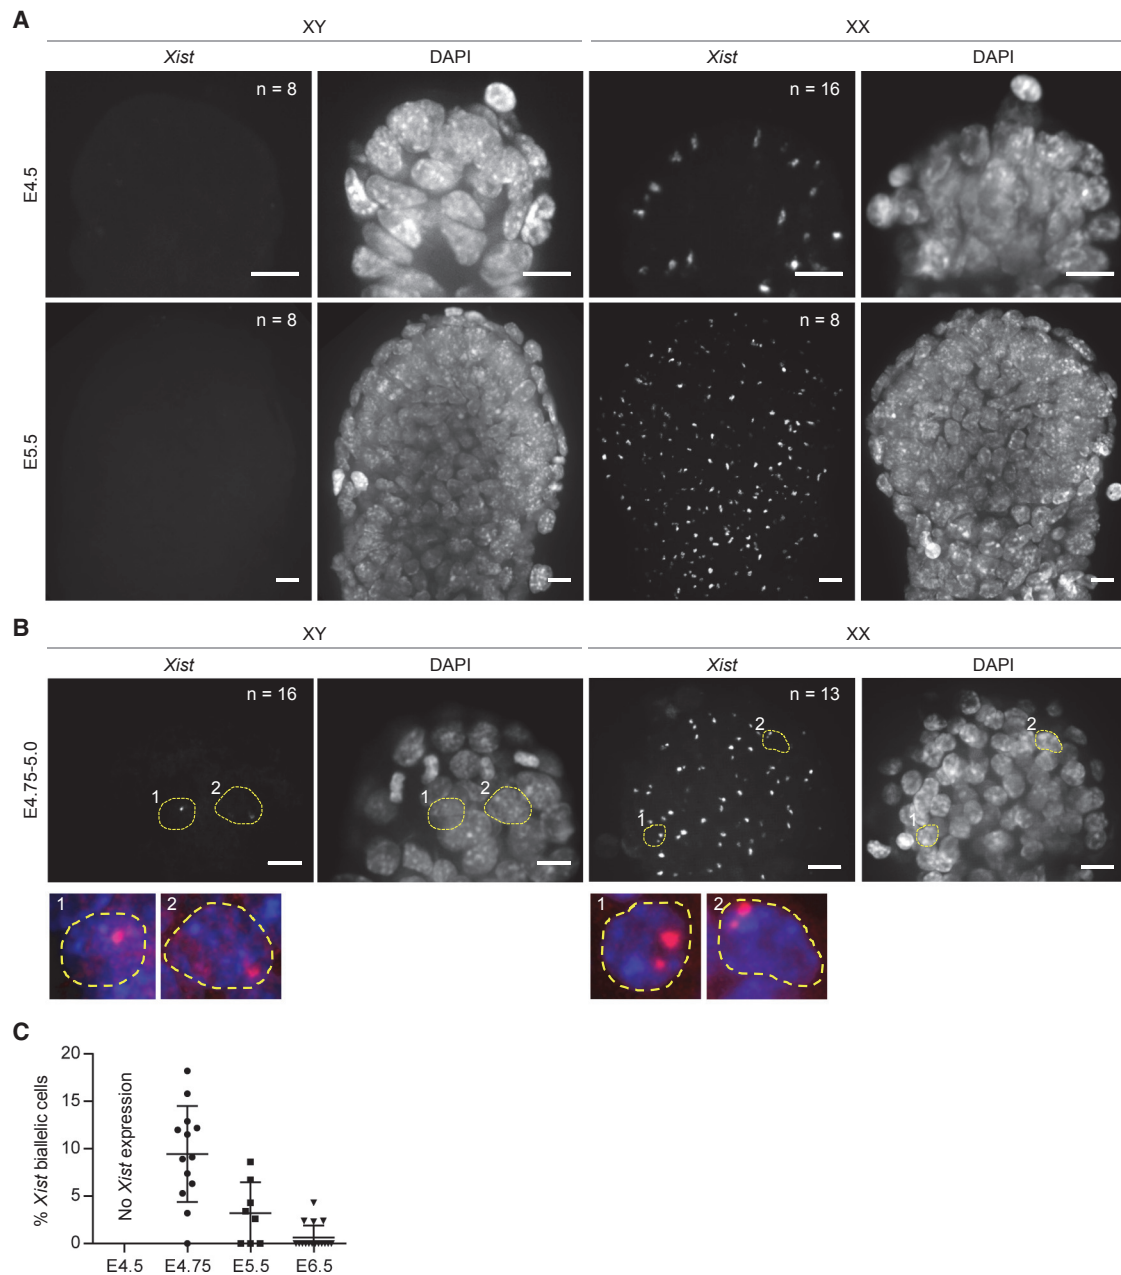 A
XY
XX
Xist
DAPI
Xist
DAPI
E4.5
n = 8
n = 16
E5.5
n = 8
n = 8
B
XY
XX
Xist
DAPI
Xist
DAPI
E4.75-5.0
n = 16
1
2
1
2
n = 13
1
2
1
2
1
2
1
2
C
% Xist biallelic cells
20
15
10
5
0
No Xist expression
E4.5
E4.75
E5.5
E6.5